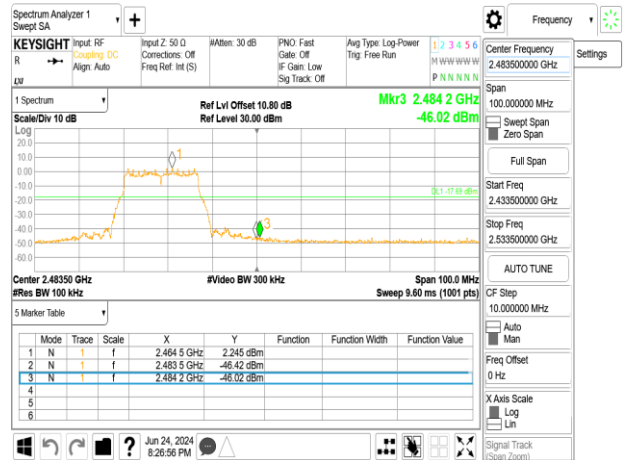 Spectrum Analyzer 1
Swept SA
Frequency
KEYSIGHT
Input: RF
Coupling: DC
Align: Auto
Input Z: 50 Ω
Corrections: Off
Freq Ref: Int (S)
#Atten: 30 dB
PNO: Fast
Gate: Off
IF Gain: Low
Sig Track: Off
Avg Type: Log-Power
Trig: Free Run
1 2 3 4 5 6
M W W W W W
P N N N N N
R
LXI
Center Frequency
2.483500000 GHz
Settings
1 Spectrum
Scale/Div 10 dB
Ref Lvl Offset 10.80 dB
Ref Level 30.00 dBm
Mkr3 2.484 2 GHz
-46.02 dBm
Log
20.0
10.0
0.00
-10.0
-20.0
-30.0
-40.0
-50.0
-60.0
1
3
DL1 -17.69 dBm
Center 2.48350 GHz
#Res BW 100 kHz
#Video BW 300 kHz
Span 100.0 MHz
Sweep 9.60 ms (1001 pts)
Span
100.000000 MHz
Swept Span
Zero Span
Full Span
Start Freq
2.433500000 GHz
Stop Freq
2.533500000 GHz
AUTO TUNE
CF Step
10.000000 MHz
Auto
Man
Freq Offset
0 Hz
X Axis Scale
Log
Lin
Signal Track
(Span Zoom)
5 Marker Table
Mode Trace Scale X Y Function Function Width Function Value
1 N 1 f 2.464 5 GHz 2.245 dBm
2 N 1 f 2.483 5 GHz -46.42 dBm
3 N 1 f 2.484 2 GHz -46.02 dBm
4
5
6
?
Jun 24, 2024
8:26:56 PM